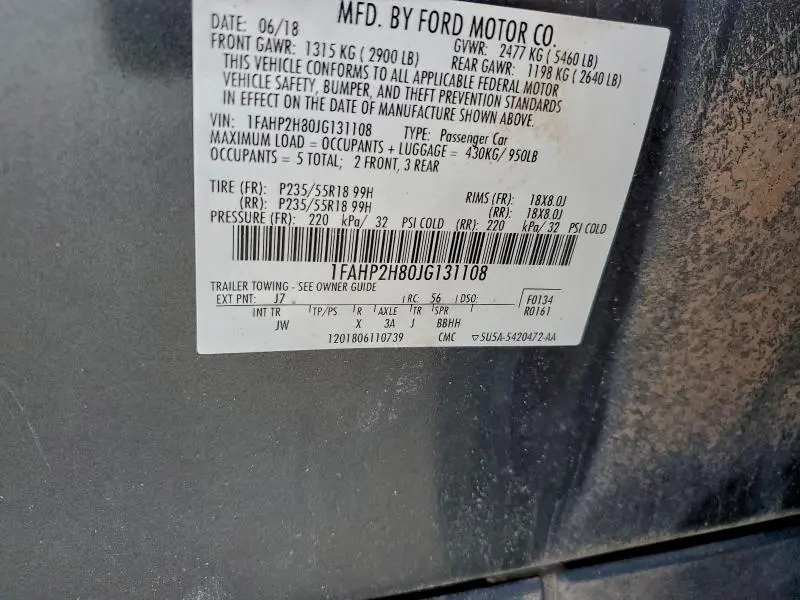 MFD. BY FORD MOTOR CO.
DATE: 06/18 GVWR: 2477 KG ( 5460 LB)
FRONT GAWR: 1315 KG ( 2900 LB) REAR GAWR: 1198 KG ( 2640 LB)
THIS VEHICLE CONFORMS TO ALL APPLICABLE FEDERAL MOTOR
VEHICLE SAFETY, BUMPER, AND THEFT PREVENTION STANDARDS
IN EFFECT ON THE DATE OF MANUFACTURE SHOWN ABOVE.
VIN: 1FAHP2H80JG131108 TYPE: Passenger Car
MAXIMUM LOAD = OCCUPANTS + LUGGAGE = 430KG/ 950LB
OCCUPANTS = 5 TOTAL; 2 FRONT, 3 REAR
TIRE (FR): P235/55R18 99H RIMS (FR): 18X8.0J
(RR): P235/55R18 99H (RR): 18X8.0J
PRESSURE (FR): 220 kPa/ 32 PSI COLD (RR): 220 kPa/ 32 PSI COLD
1FAHP2H80JG131108
TRAILER TOWING - SEE OWNER GUIDE
EXT PNT: J7 RC: 56 DSO: F0134
INT TR TP/PS R AXLE TR SPR R0161
JW X 3A J BBHH
1201806110739 CMC ▽5U5A-5420472-AA